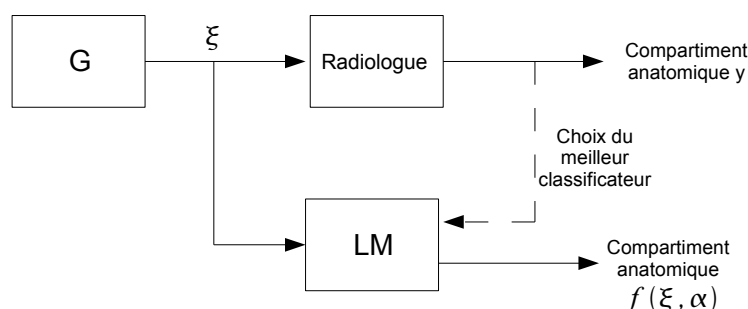 G
ξ
Radiologue
Compartiment
anatomique y
Choix du
meilleur
classificateur
LM
Compartiment
anatomique
f(ξ,α)